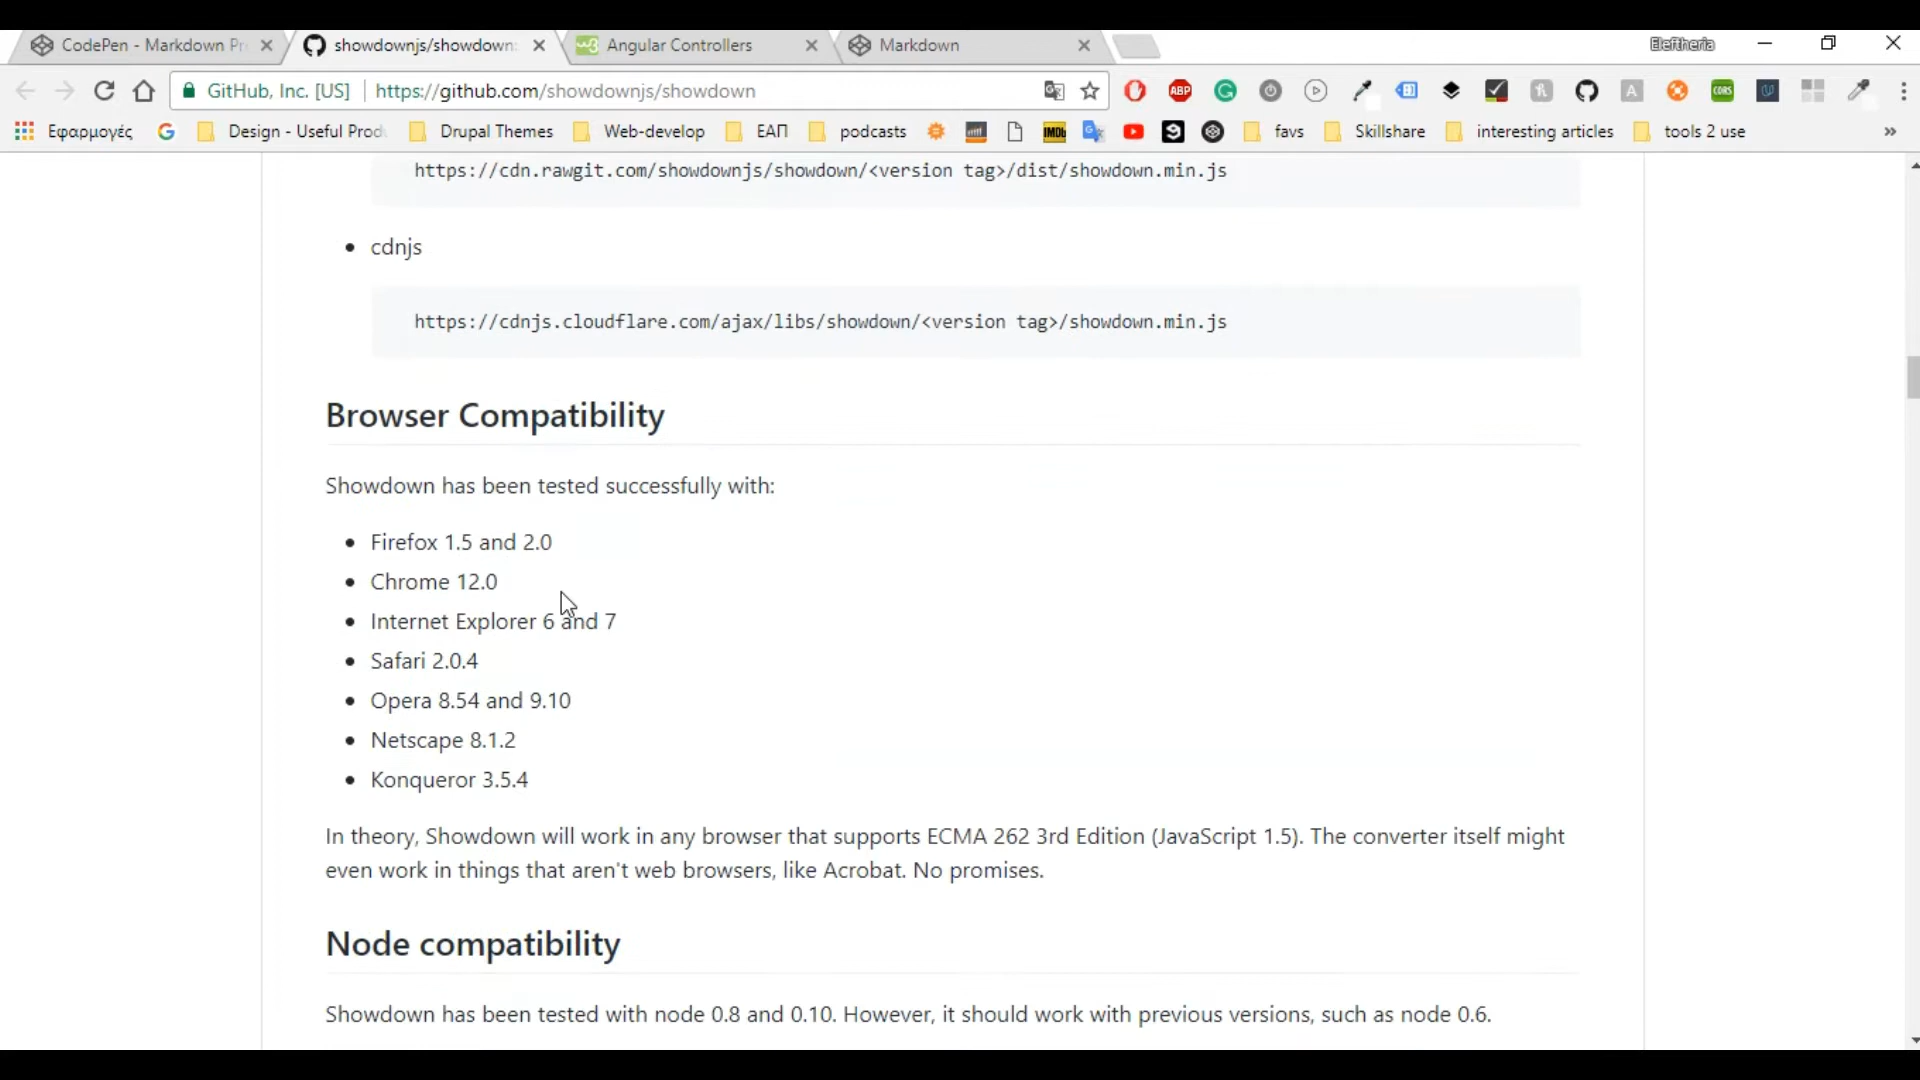 CodePen - Markdown Pr
showdownjs/showdown:
Angular Controllers
Markdown
Eleftheria
GitHub, Inc. [US] https://github.com/showdownjs/showdown
Εφαρμογές
Design - Useful Prod
Drupal Themes
Web-develop
ΕΑΠ
podcasts
favs
Skillshare
interesting articles
tools 2 use
https://cdn.rawgit.com/showdownjs/showdown/<version tag>/dist/showdown.min.js
cdnjs
https://cdnjs.cloudflare.com/ajax/libs/showdown/<version tag>/showdown.min.js
Browser Compatibility
Showdown has been tested successfully with:
Firefox 1.5 and 2.0
Chrome 12.0
Internet Explorer 6 and 7
Safari 2.0.4
Opera 8.54 and 9.10
Netscape 8.1.2
Konqueror 3.5.4
In theory, Showdown will work in any browser that supports ECMA 262 3rd Edition (JavaScript 1.5). The converter itself might
even work in things that aren't web browsers, like Acrobat. No promises.
Node compatibility
Showdown has been tested with node 0.8 and 0.10. However, it should work with previous versions, such as node 0.6.